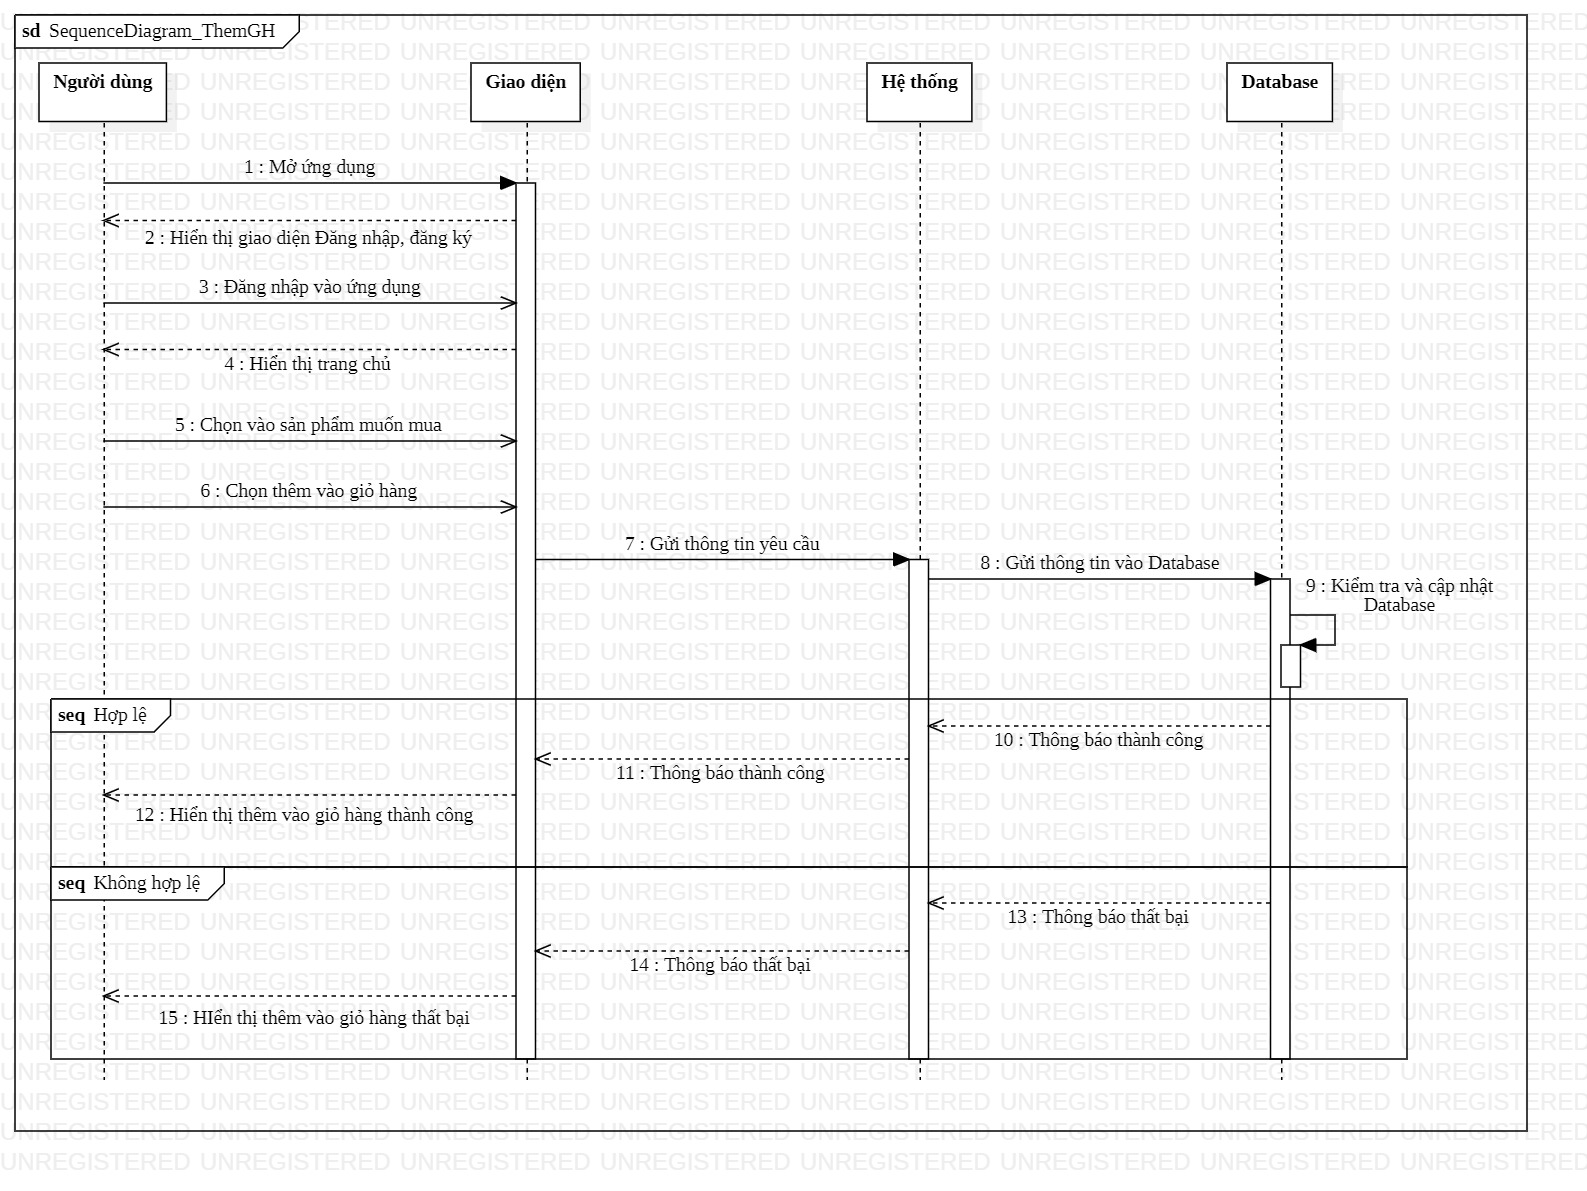 sd SequenceDiagram_ThemGH
Người dùng
Giao diện
Hệ thống
Database
1 : Mở ứng dụng
2 : Hiển thị giao diện Đăng nhập, đăng ký
3 : Đăng nhập vào ứng dụng
4 : Hiển thị trang chủ
5 : Chọn vào sản phẩm muốn mua
6 : Chọn thêm vào giỏ hàng
7 : Gửi thông tin yêu cầu
8 : Gửi thông tin vào Database
9 : Kiểm tra và cập nhật
Database
seq Hợp lệ
10 : Thông báo thành công
11 : Thông báo thành công
12 : Hiển thị thêm vào giỏ hàng thành công
seq Không hợp lệ
13 : Thông báo thất bại
14 : Thông báo thất bại
15 : HIển thị thêm vào giỏ hàng thất bại
UNREGISTERED